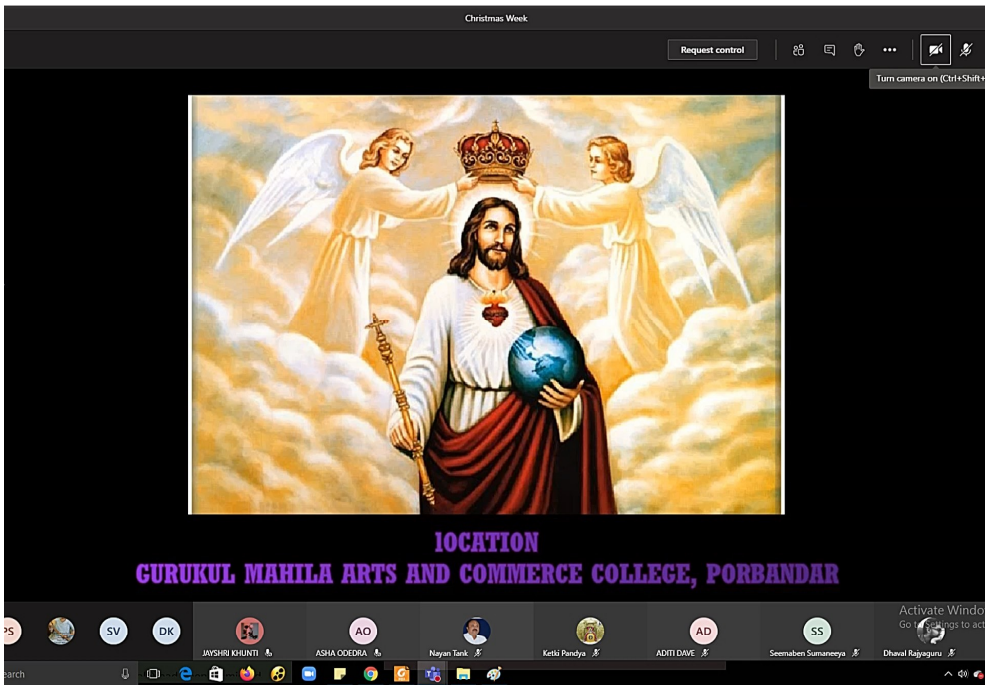 Christmas Week
Request control
Turn camera on (Ctrl+Shift+
lOCATION
GURUKUL MAHILA ARTS AND COMMERCE COLLEGE, PORBANDAR
PS
SV
DK
AO
AD
SS
JAYSHRI KHUNTI
ASHA ODEDRA
Nayan Tank
Ketki Pandya
ADITI DAVE
Seemaben Sumaneeya
Dhaval Rajyaguru
Activate Windo
Go to Settings to act
earch